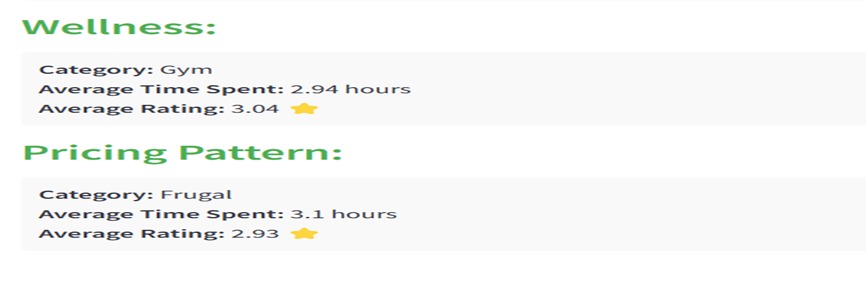 Wellness:
Category: Gym
Average Time Spent: 2.94 hours
Average Rating: 3.04 ⭐
Pricing Pattern:
Category: Frugal
Average Time Spent: 3.1 hours
Average Rating: 2.93 ⭐